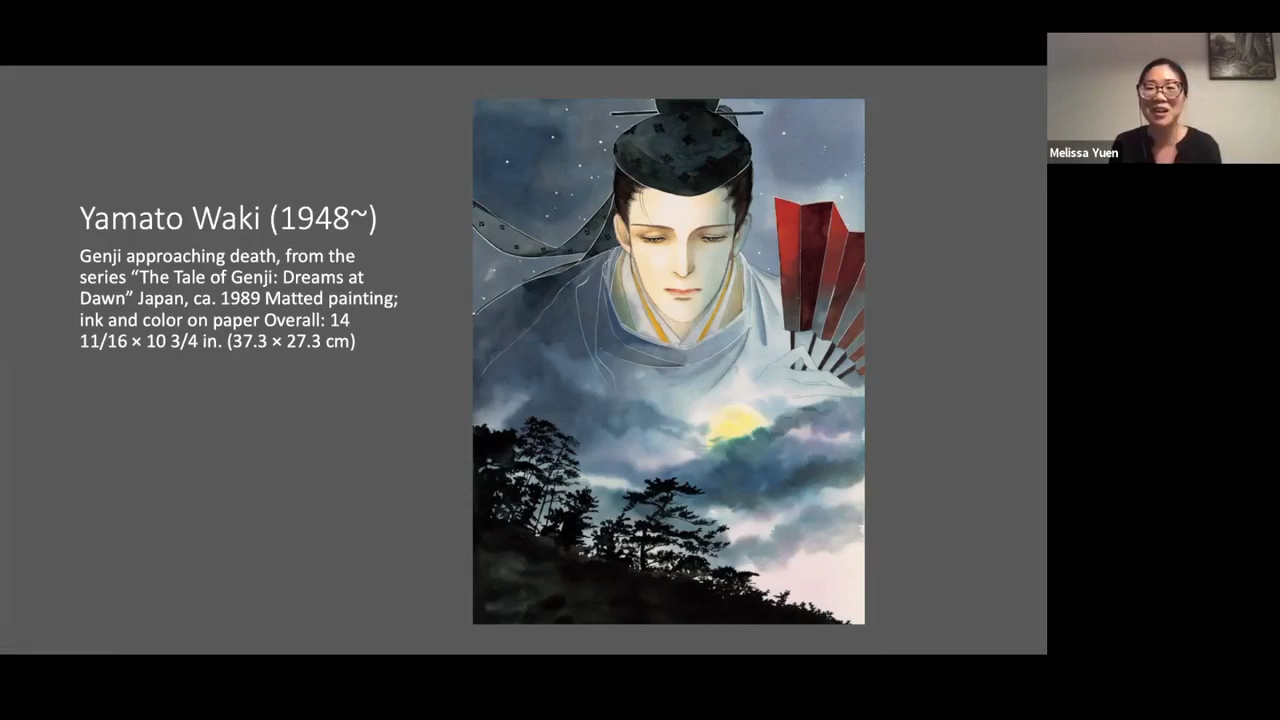 Yamato Waki (1948~)
Genji approaching death, from the
series “The Tale of Genji: Dreams at
Dawn” Japan, ca. 1989 Matted painting;
ink and color on paper Overall: 14
11/16 × 10 3/4 in. (37.3 × 27.3 cm)
Melissa Yuen